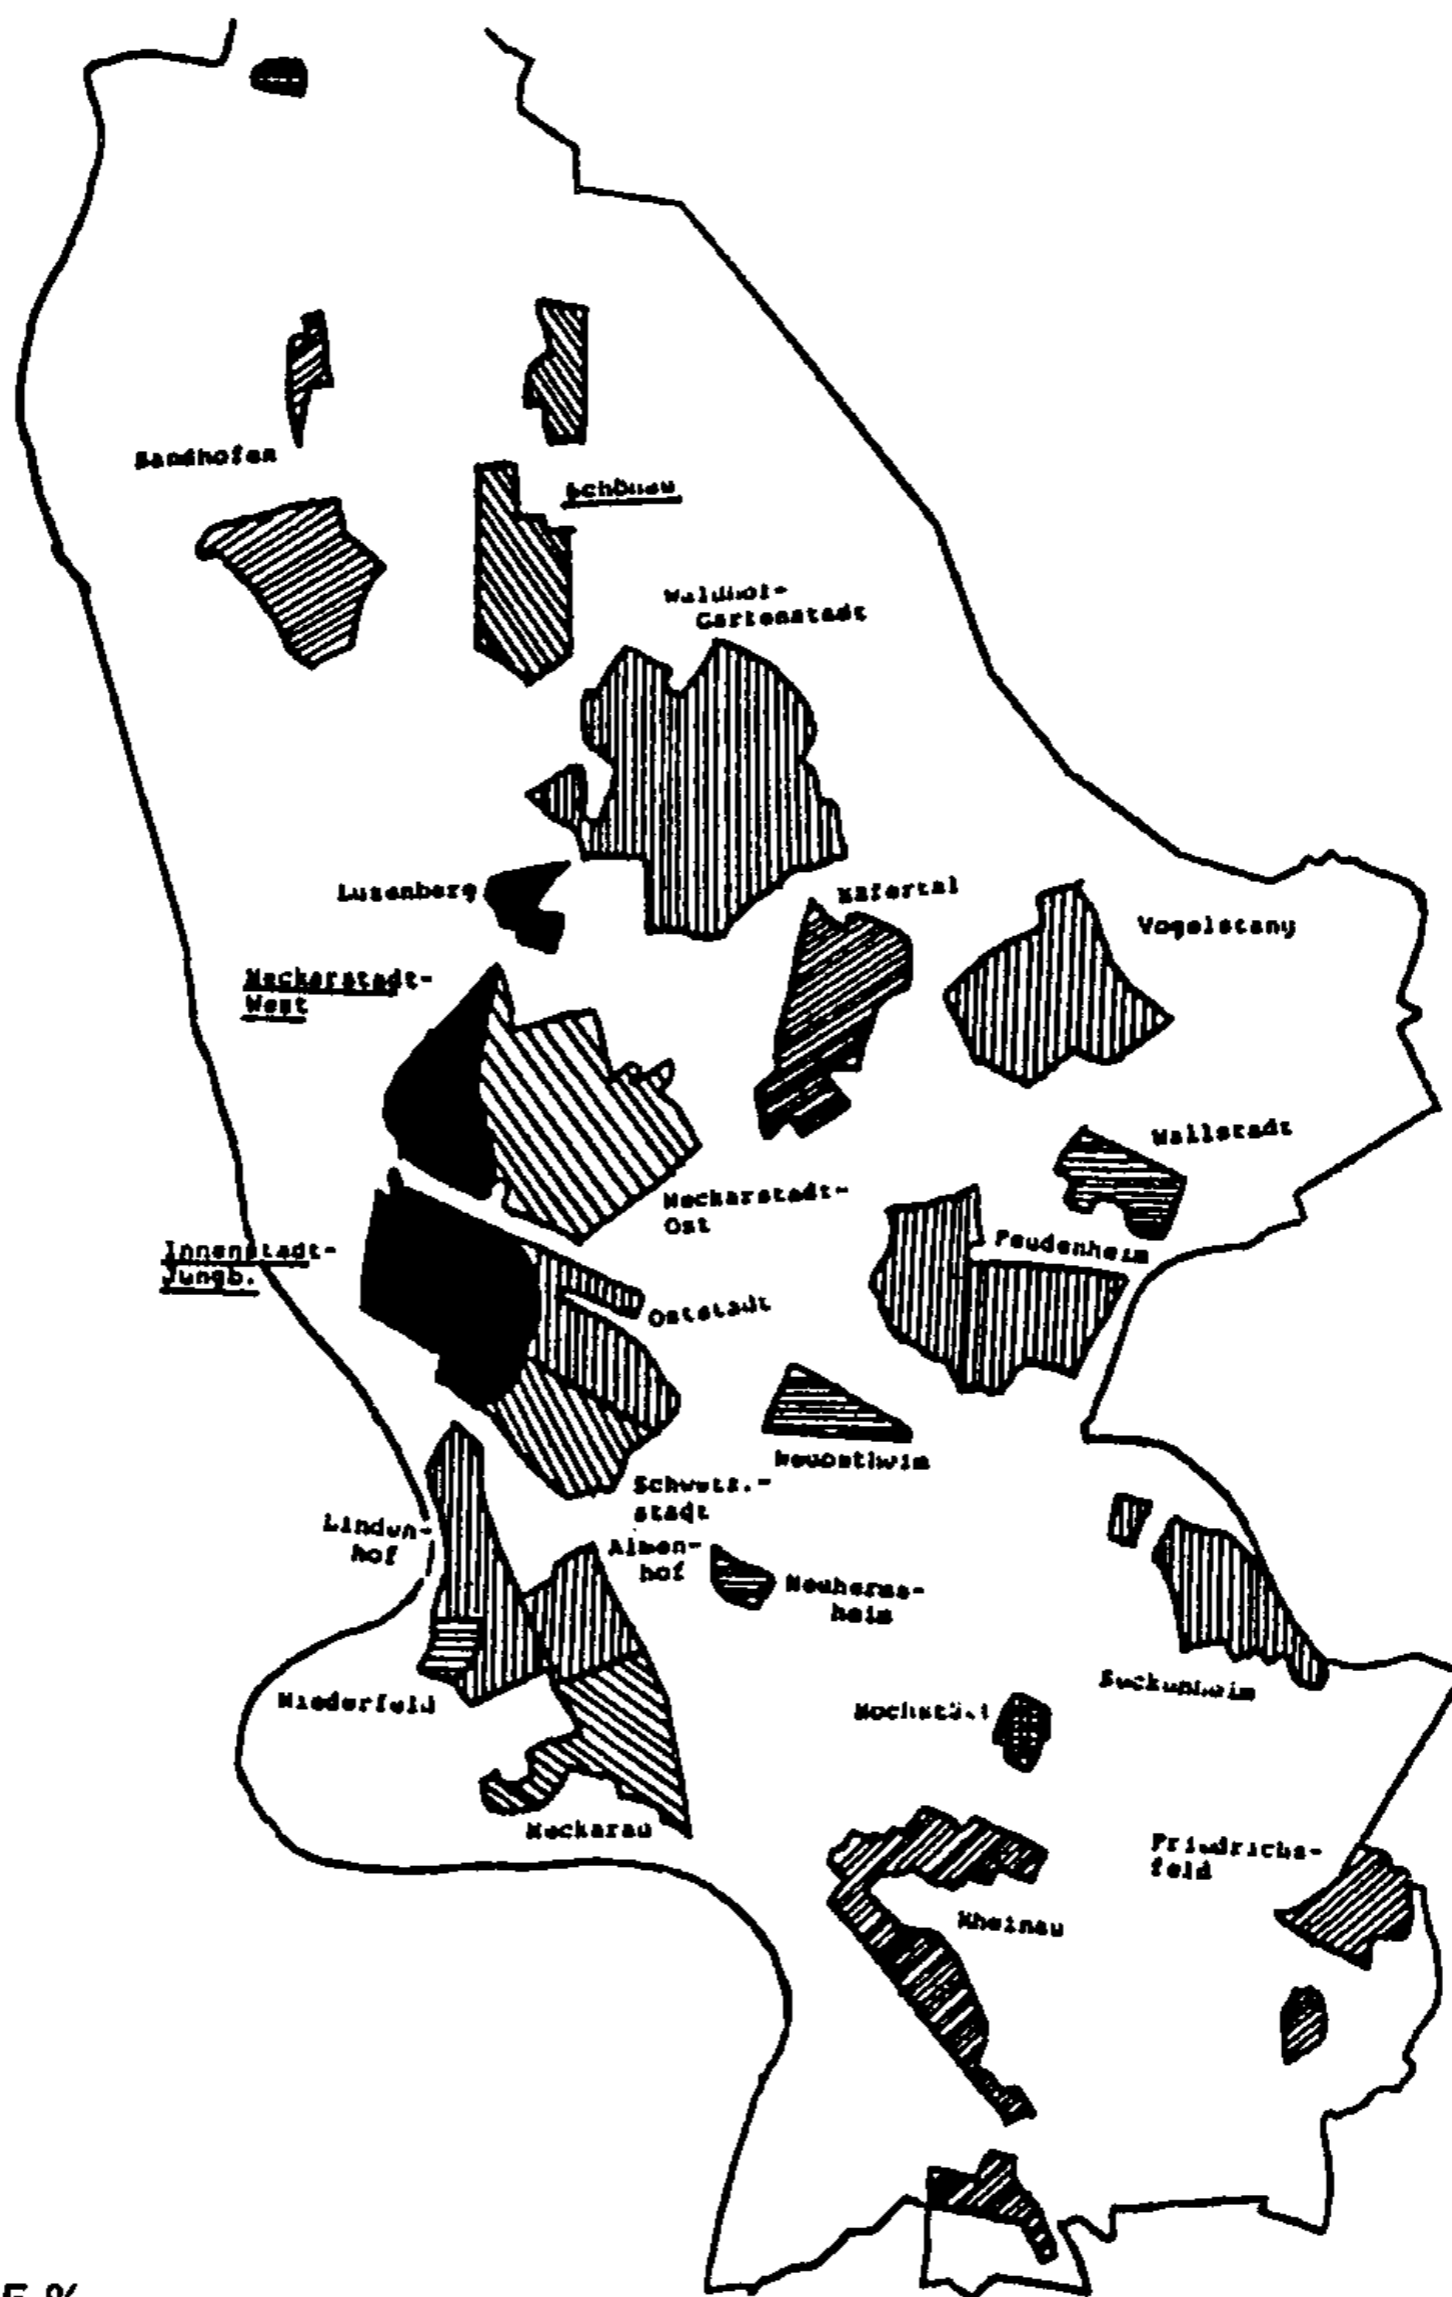 Sandhofen
Schönau
Waldhof-
Gartenstadt
Luzenberg
Käfertal
Vogelstang
Neckarstadt-
West
Wallstadt
Neckarstadt-
Ost
Feudenheim
Innenstadt-
Jungb.
Oststadt
Neuostheim
Schwetz.-
stadt
Linden-
hof
Almen-
hof
Neuherms-
heim
Niederfeld
Seckenheim
Hochstätt
Neckarau
Friedrichs-
feld
Rheinau